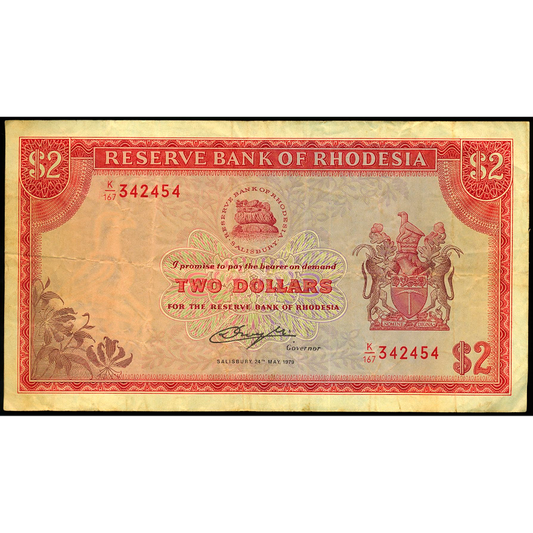 $2 RESERVE BANK OF RHODESIA $2
K/167 342454
RESERVE BANK OF RHODESIA
SALISBURY
I promise to pay the bearer on demand
TWO DOLLARS
FOR THE RESERVE BANK OF RHODESIA
Governor
K/167 342454
$2
SALISBURY, 24TH MAY 1979